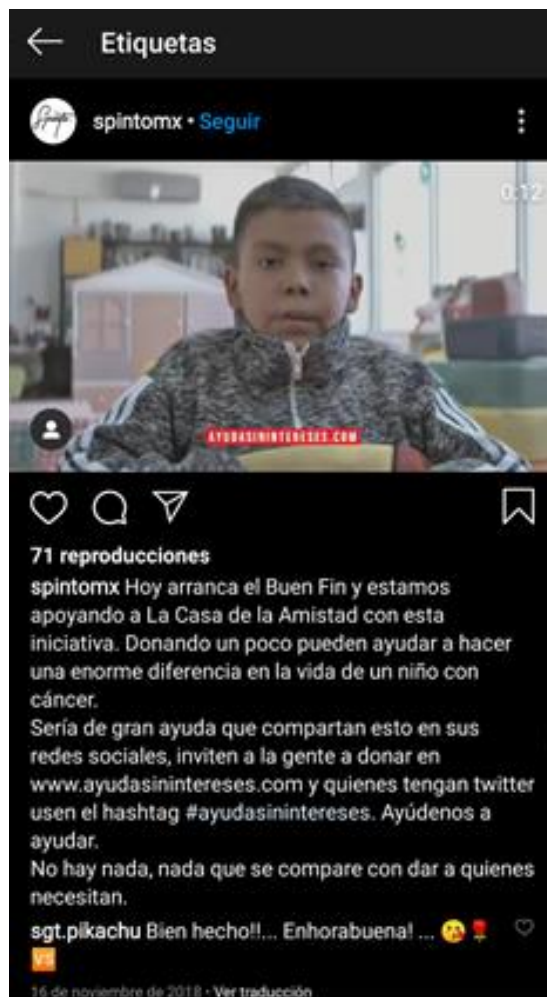 Etiquetas
spintomx • Seguir
0:12
AYUDASININTERESES.COM
71 reproducciones
spintomx Hoy arranca el Buen Fin y estamos
apoyando a La Casa de la Amistad con esta
iniciativa. Donando un poco pueden ayudar a hacer
una enorme diferencia en la vida de un niño con
cáncer.
Sería de gran ayuda que compartan esto en sus
redes sociales, inviten a la gente a donar en
www.ayudasinintereses.com y quienes tengan twitter
usen el hashtag #ayudasinintereses. Ayúdenos a
ayudar.
No hay nada, nada que se compare con dar a quienes
necesitan.
sgt.pikachu Bien hecho!!... Enhorabuena! ... 😘🌹
🆚
16 de noviembre de 2018 • Ver traducción